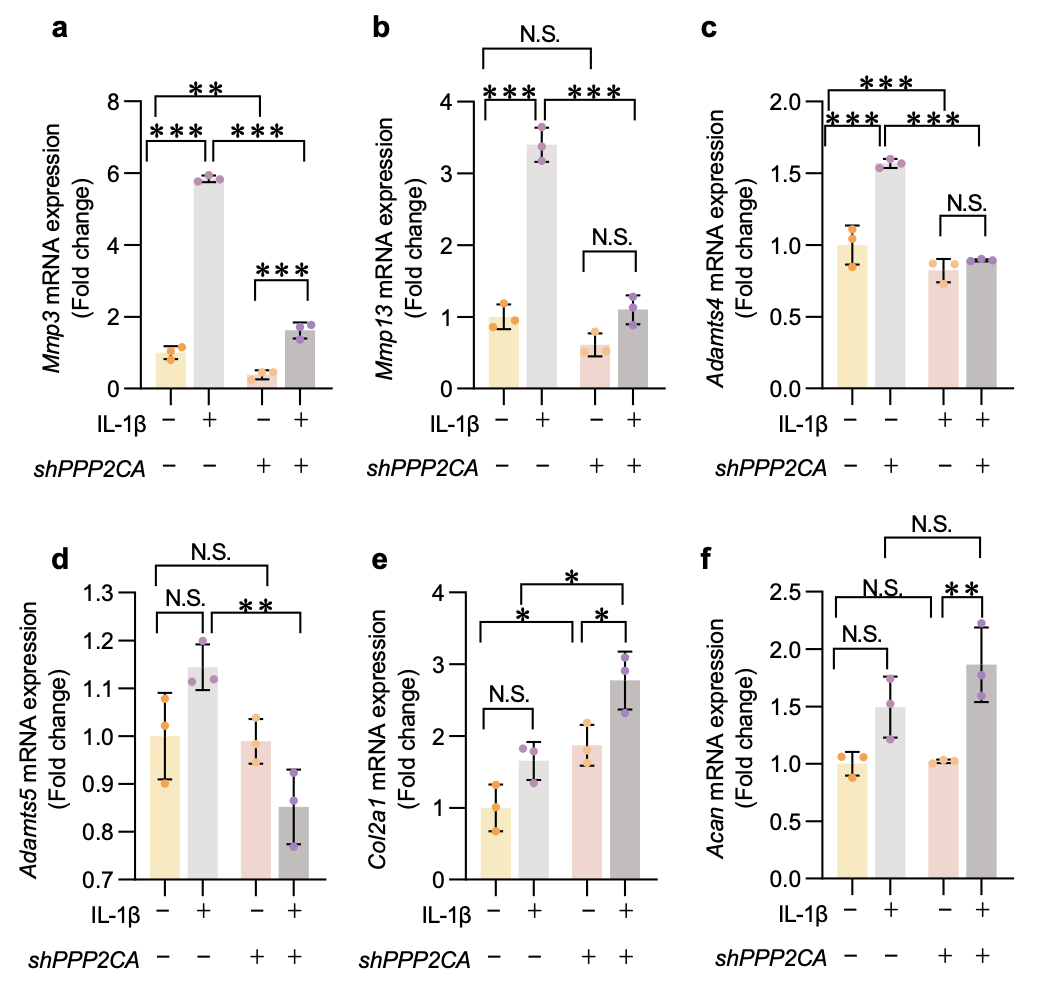 a
**
*** ***
***
Mmp3 mRNA expression
(Fold change)
8
6
4
2
0
IL-1β − + − +
shPPP2CA − − + +
b
N.S.
*** ***
N.S.
Mmp13 mRNA expression
(Fold change)
4
3
2
1
0
IL-1β − + − +
shPPP2CA − − + +
c
***
*** ***
N.S.
Adamts4 mRNA expression
(Fold change)
2.0
1.5
1.0
0.5
0.0
IL-1β − + + +
shPPP2CA − + + +
d
N.S.
N.S. **
Adamts5 mRNA expression
(Fold change)
1.3
1.2
1.1
1.0
0.9
0.8
0.7
IL-1β − + − +
shPPP2CA − − + +
e
*
* *
N.S.
Col2a1 mRNA expression
(Fold change)
4
3
2
1
0
IL-1β − + − +
shPPP2CA − − + +
f
N.S.
N.S. **
N.S.
Acan mRNA expression
(Fold change)
2.5
2.0
1.5
1.0
0.5
0.0
IL-1β − + − +
shPPP2CA − − + +